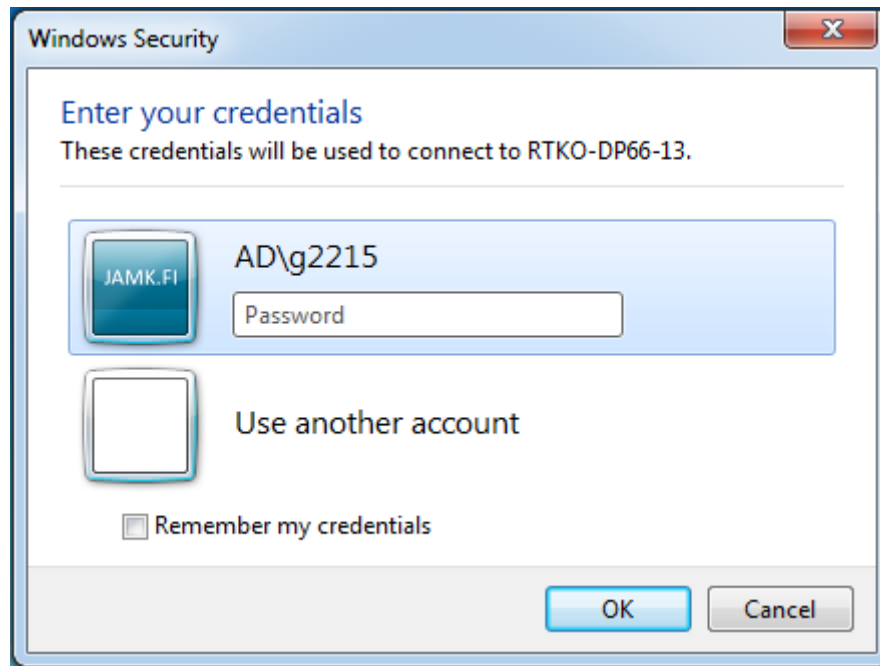 Windows Security
Enter your credentials
These credentials will be used to connect to RTKO-DP66-13.
JAMK.FI
AD\g2215
Password
Use another account
Remember my credentials
OK
Cancel